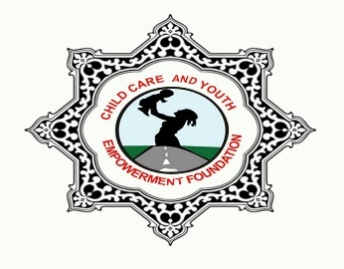 CHILD CARE AND YOUTH
EMPOWERMENT FOUNDATION